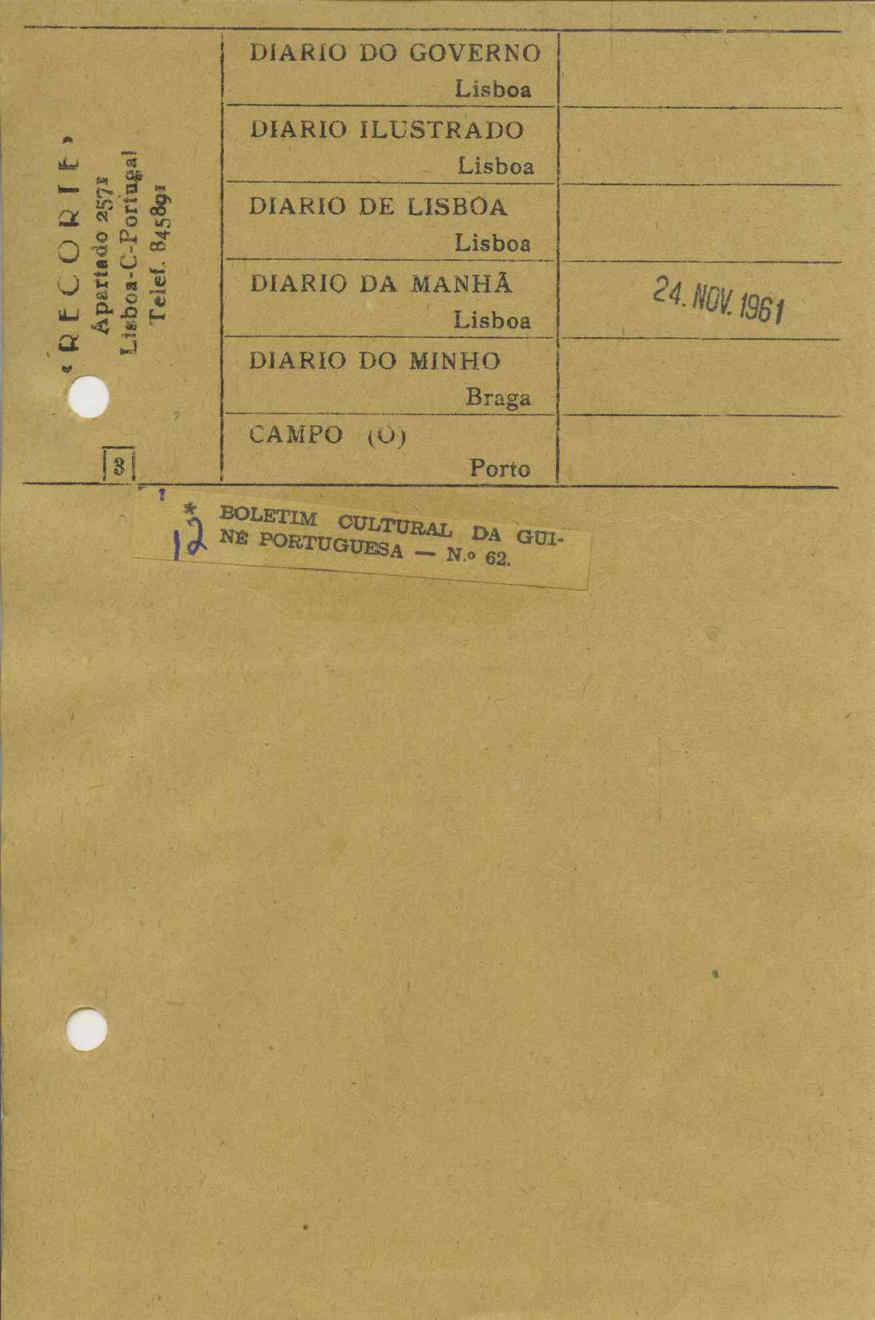 «RECORTE»
Apartado 2571
Lisboa-C-Portugal
Telef. 845891
3
DIARIO DO GOVERNO
Lisboa
DIARIO ILUSTRADO
Lisboa
DIARIO DE LISBOA
Lisboa
DIARIO DA MANHÃ
Lisboa
24. NOV. 1961
DIARIO DO MINHO
Braga
CAMPO (O)
Porto
* BOLETIM CULTURAL DA GUI-
NÉ PORTUGUESA — N.º 62.
12